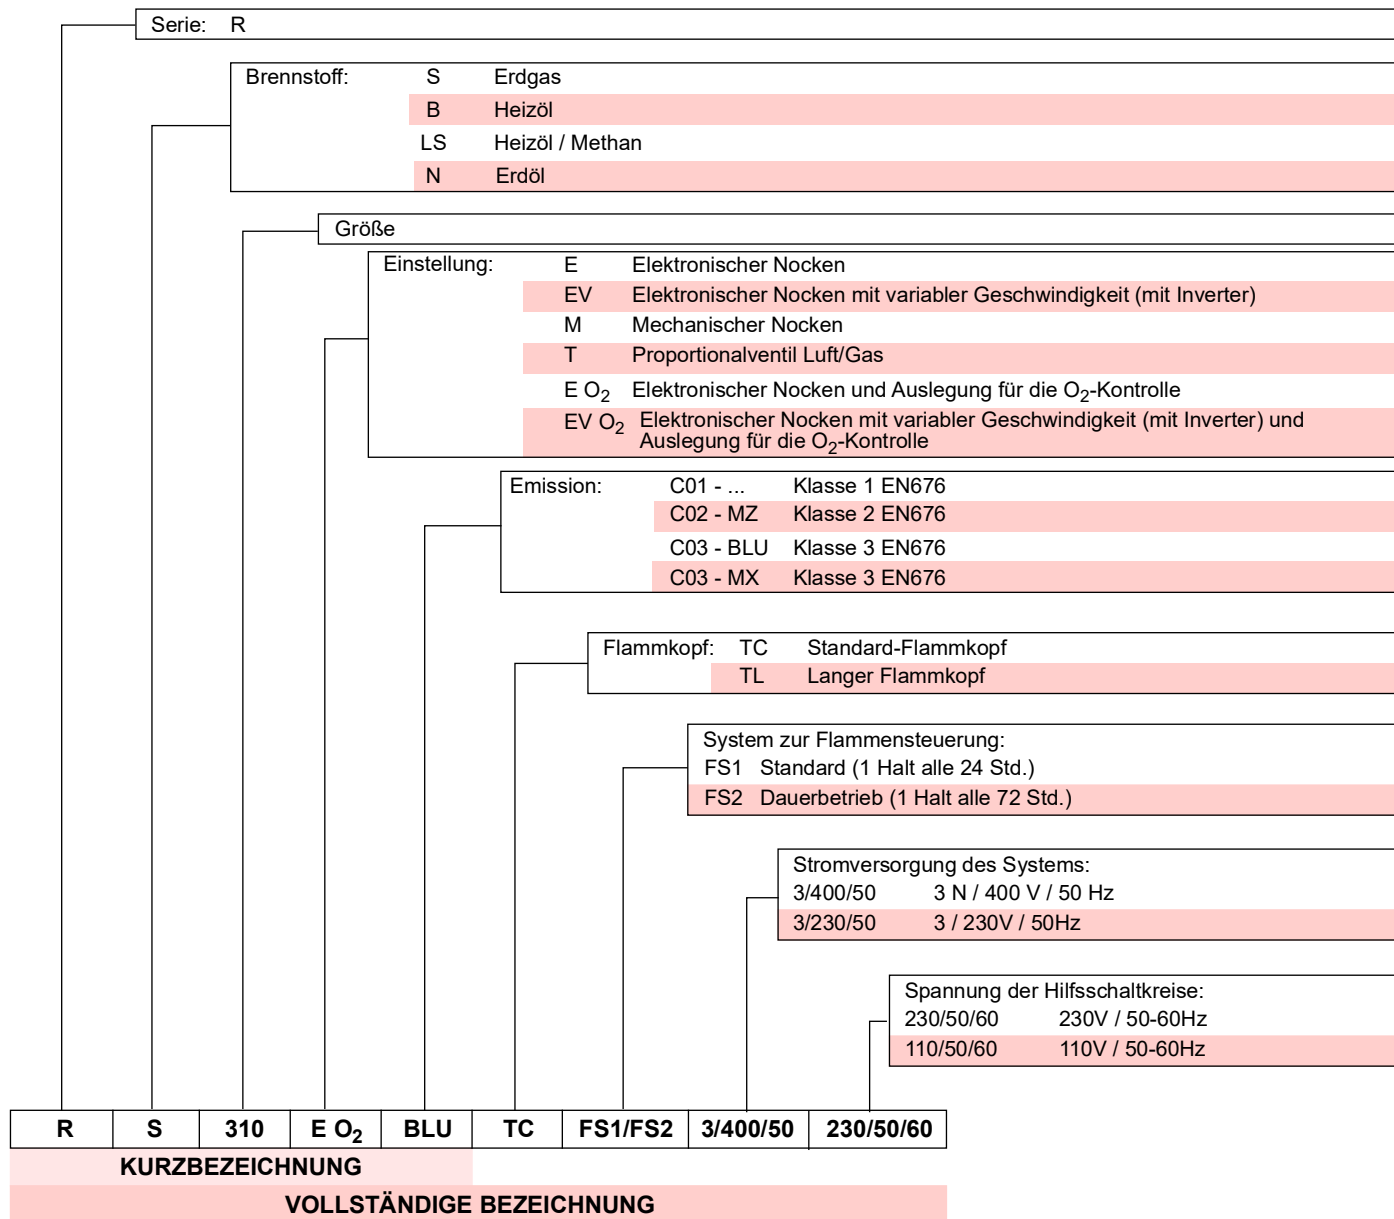 Serie: R
Brennstoff: S Erdgas
B Heizöl
LS Heizöl / Methan
N Erdöl
Größe
Einstellung: E Elektronischer Nocken
EV Elektronischer Nocken mit variabler Geschwindigkeit (mit Inverter)
M Mechanischer Nocken
T Proportionalventil Luft/Gas
E O₂ Elektronischer Nocken und Auslegung für die O₂-Kontrolle
EV O₂ Elektronischer Nocken mit variabler Geschwindigkeit (mit Inverter) und
Auslegung für die O₂-Kontrolle
Emission: C01 - ... Klasse 1 EN676
C02 - MZ Klasse 2 EN676
C03 - BLU Klasse 3 EN676
C03 - MX Klasse 3 EN676
Flammkopf: TC Standard-Flammkopf
TL Langer Flammkopf
System zur Flammensteuerung:
FS1 Standard (1 Halt alle 24 Std.)
FS2 Dauerbetrieb (1 Halt alle 72 Std.)
Stromversorgung des Systems:
3/400/50 3 N / 400 V / 50 Hz
3/230/50 3 / 230V / 50Hz
Spannung der Hilfsschaltkreise:
230/50/60 230V / 50-60Hz
110/50/60 110V / 50-60Hz
R S 310 E O₂ BLU TC FS1/FS2 3/400/50 230/50/60
KURZBEZEICHNUNG
VOLLSTÄNDIGE BEZEICHNUNG